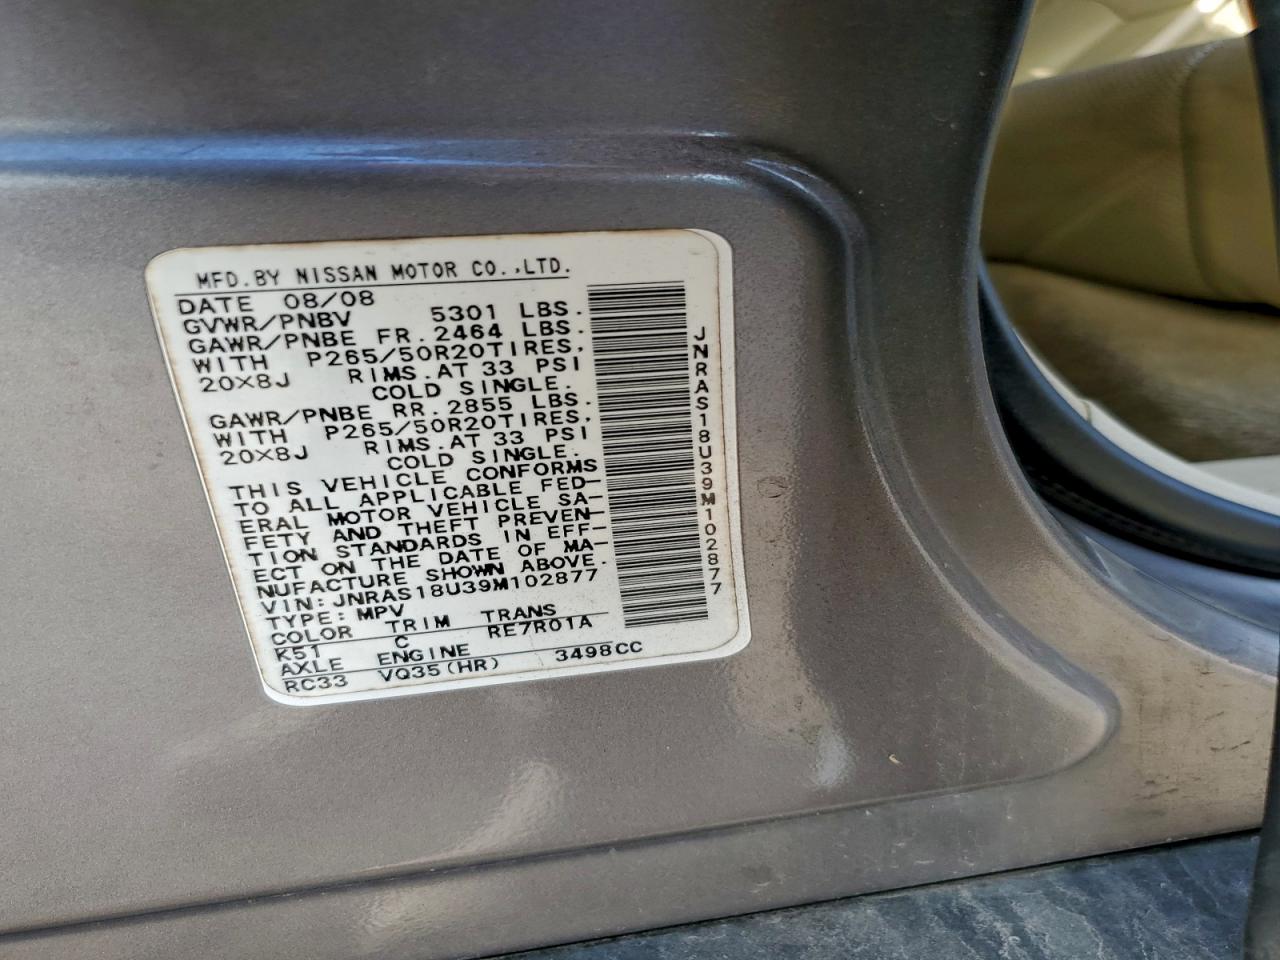 MFD.BY NISSAN MOTOR CO.,LTD.
DATE 08/08
GVWR/PNBV 5301 LBS.
GAWR/PNBE FR.2464 LBS.
WITH P265/50R20TIRES,
20X8J RIMS.AT 33 PSI
COLD SINGLE.
GAWR/PNBE RR.2855 LBS.
WITH P265/50R20TIRES,
20X8J RIMS.AT 33 PSI
COLD SINGLE.
THIS VEHICLE CONFORMS
TO ALL APPLICABLE FED-
ERAL MOTOR VEHICLE SA-
FETY AND THEFT PREVEN-
TION STANDARDS IN EFF-
ECT ON THE DATE OF MA-
NUFACTURE SHOWN ABOVE.
VIN:JNRAS18U39M102877
TYPE:MPV
COLOR TRIM TRANS
K51 C RE7R01A
AXLE ENGINE
RC33 VQ35(HR) 3498CC
JNRAS18U39M102877